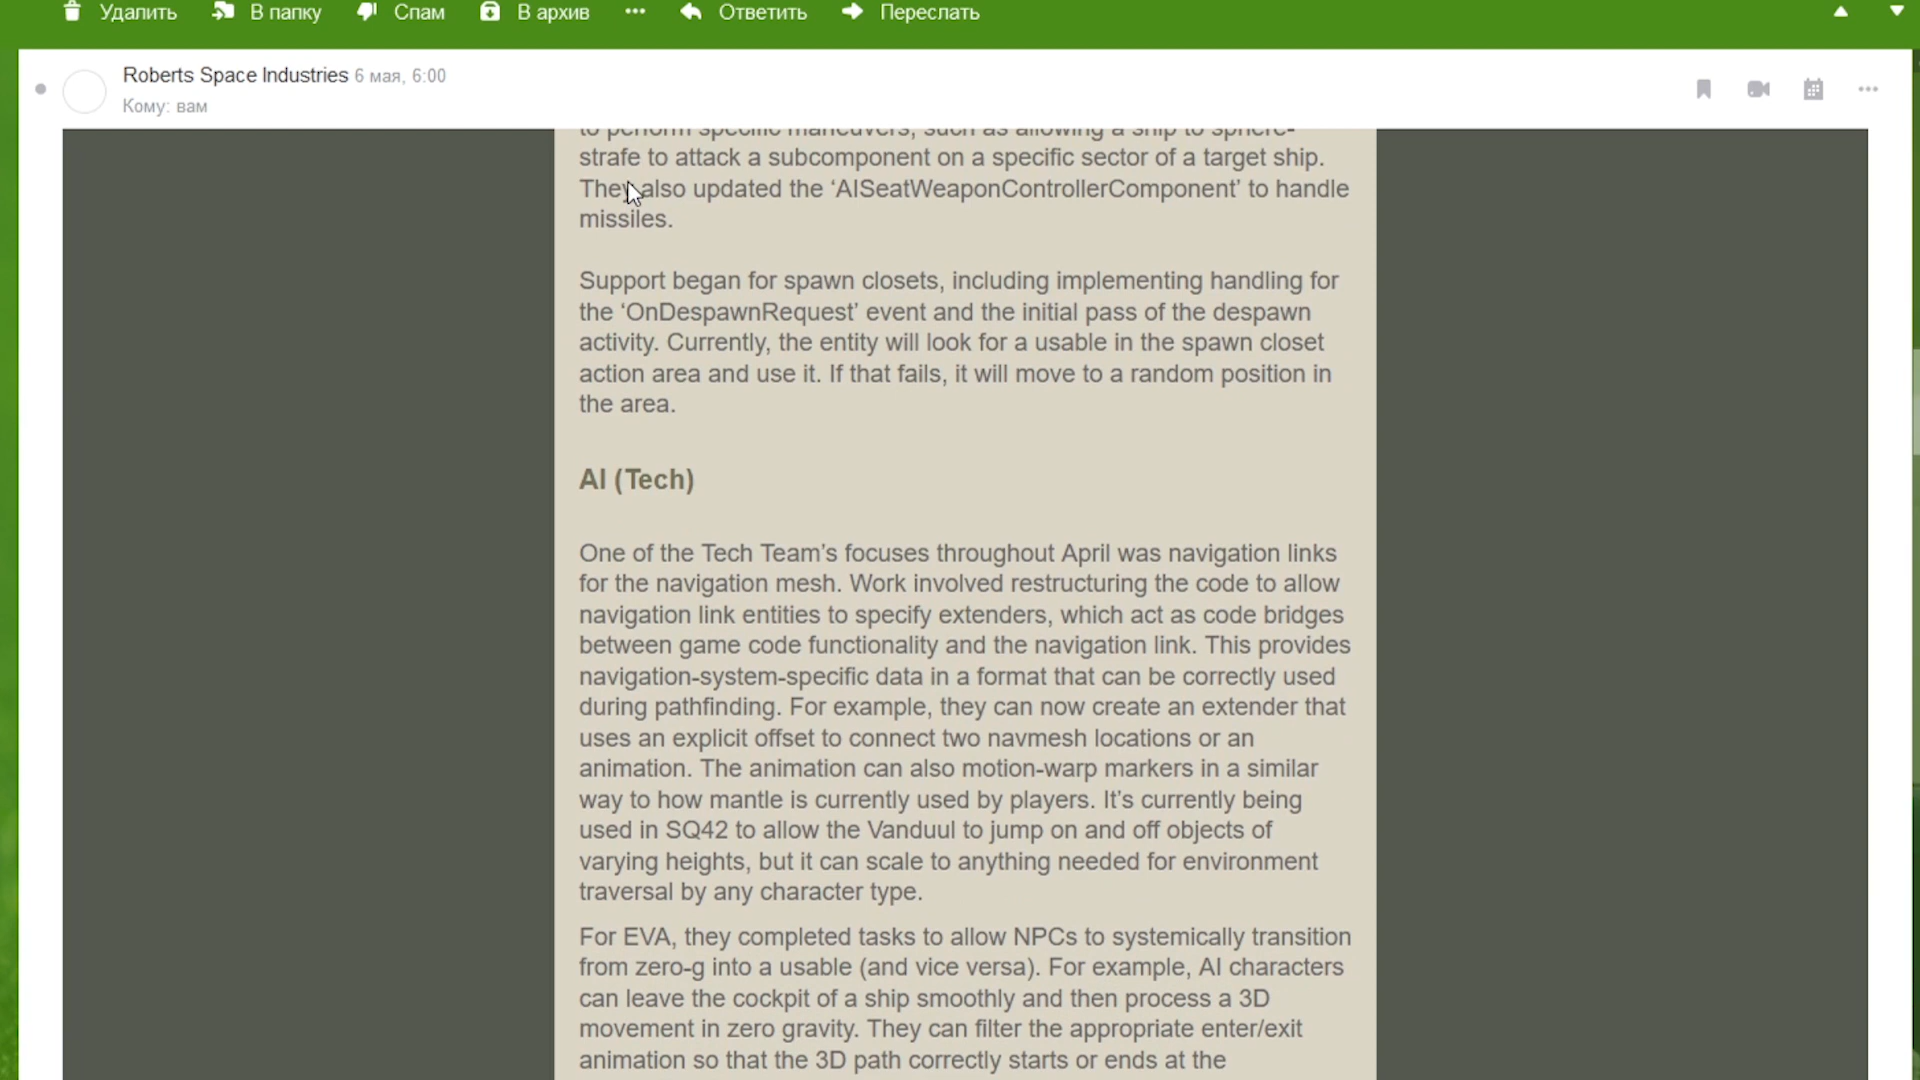 Удалить В папку Спам В архив Ответить Переслать
Roberts Space Industries 6 мая, 6:00
Кому: вам
to perform specific maneuvers, such as allowing a ship to sphere-
strafe to attack a subcomponent on a specific sector of a target ship.
They also updated the ‘AISeatWeaponControllerComponent’ to handle
missiles.
Support began for spawn closets, including implementing handling for
the ‘OnDespawnRequest’ event and the initial pass of the despawn
activity. Currently, the entity will look for a usable in the spawn closet
action area and use it. If that fails, it will move to a random position in
the area.
AI (Tech)
One of the Tech Team’s focuses throughout April was navigation links
for the navigation mesh. Work involved restructuring the code to allow
navigation link entities to specify extenders, which act as code bridges
between game code functionality and the navigation link. This provides
navigation-system-specific data in a format that can be correctly used
during pathfinding. For example, they can now create an extender that
uses an explicit offset to connect two navmesh locations or an
animation. The animation can also motion-warp markers in a similar
way to how mantle is currently used by players. It’s currently being
used in SQ42 to allow the Vanduul to jump on and off objects of
varying heights, but it can scale to anything needed for environment
traversal by any character type.
For EVA, they completed tasks to allow NPCs to systemically transition
from zero-g into a usable (and vice versa). For example, AI characters
can leave the cockpit of a ship smoothly and then process a 3D
movement in zero gravity. They can filter the appropriate enter/exit
animation so that the 3D path correctly starts or ends at the